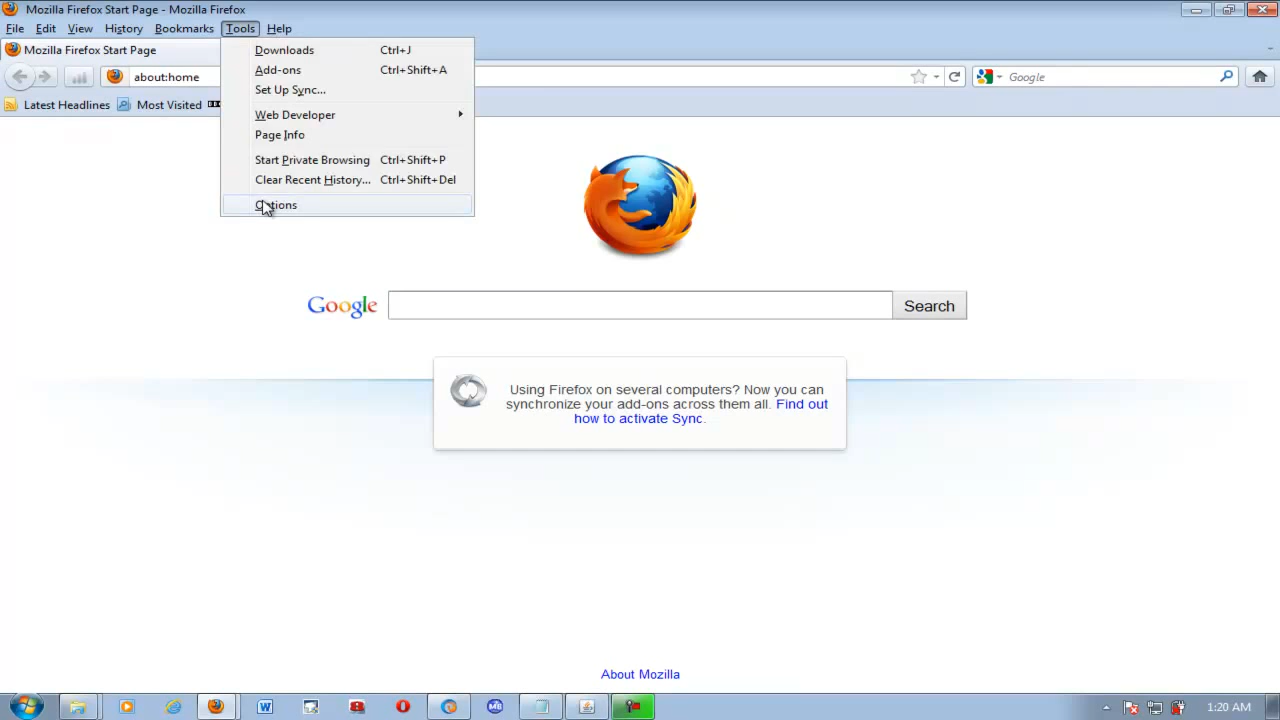 Mozilla Firefox Start Page - Mozilla Firefox
File Edit View History Bookmarks Tools Help
Mozilla Firefox Start Page
about:home
Google
Latest Headlines Most Visited
Downloads Ctrl+J
Add-ons Ctrl+Shift+A
Set Up Sync...
Web Developer
Page Info
Start Private Browsing Ctrl+Shift+P
Clear Recent History... Ctrl+Shift+Del
Options
Google
Search
Using Firefox on several computers? Now you can
synchronize your add-ons across them all. Find out
how to activate Sync.
About Mozilla
1:20 AM